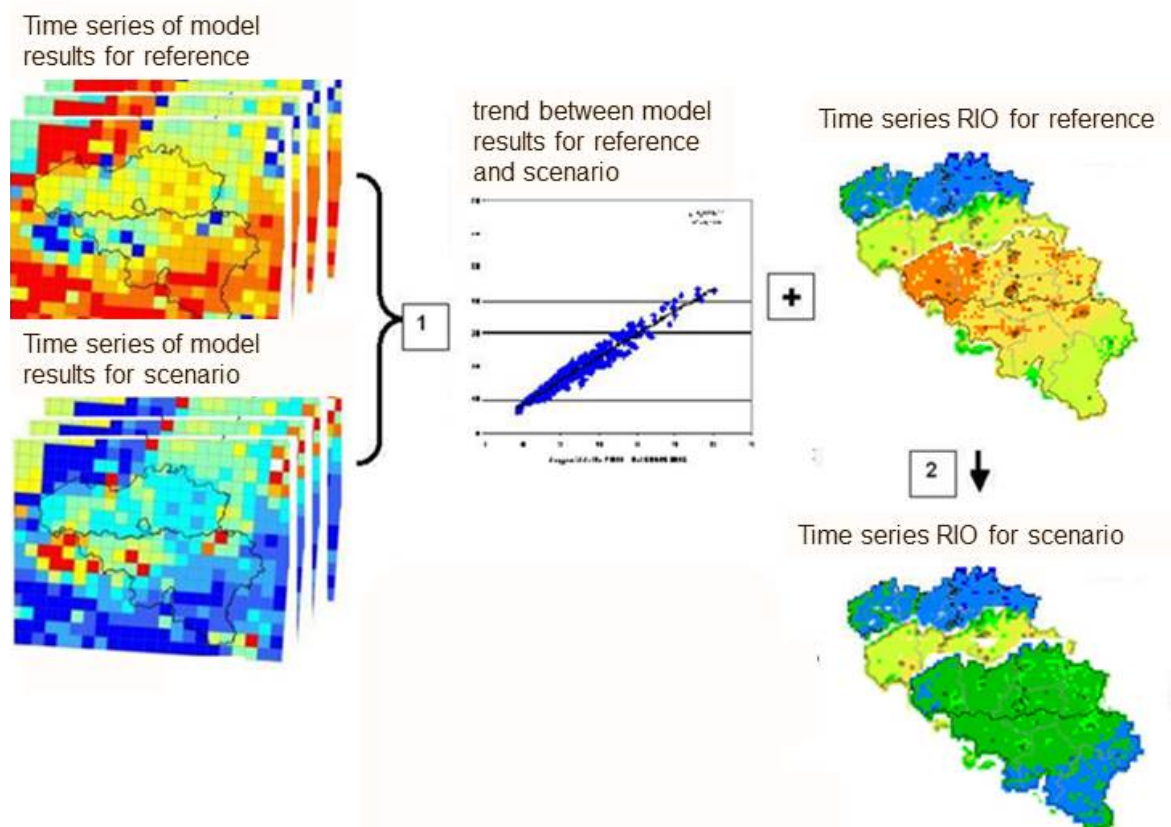 Time series of model
results for reference
Time series of model
results for scenario
1
trend between model
results for reference
and scenario
+
Time series RIO for reference
2
Time series RIO for scenario